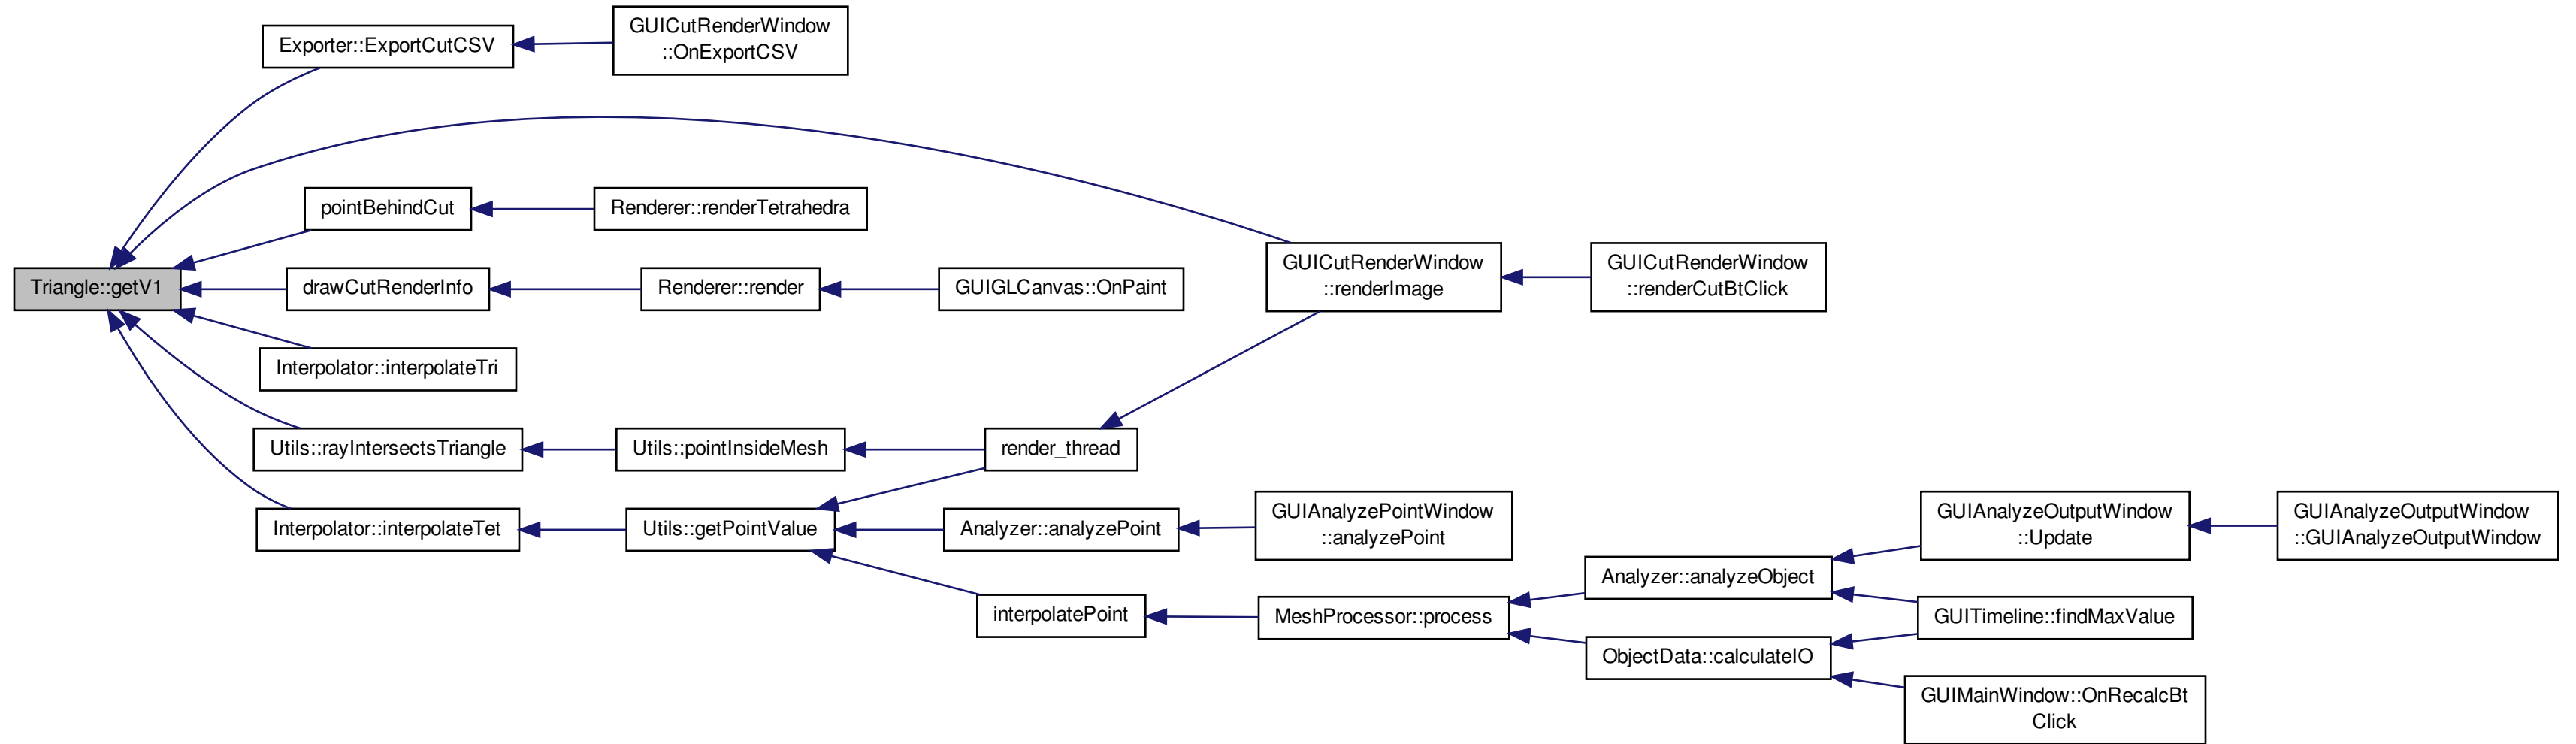 Exporter::ExportCutCSV
GUICutRenderWindow
::OnExportCSV
pointBehindCut
Renderer::renderTetrahedra
Triangle::getV1
drawCutRenderInfo
Renderer::render
GUIGLCanvas::OnPaint
GUICutRenderWindow
::renderImage
GUICutRenderWindow
::renderCutBtClick
Interpolator::interpolateTri
Utils::rayIntersectsTriangle
Utils::pointInsideMesh
render_thread
Interpolator::interpolateTet
Utils::getPointValue
Analyzer::analyzePoint
GUIAnalyzePointWindow
::analyzePoint
interpolatePoint
MeshProcessor::process
Analyzer::analyzeObject
ObjectData::calculateIO
GUIAnalyzeOutputWindow
::Update
GUIAnalyzeOutputWindow
::GUIAnalyzeOutputWindow
GUITimeline::findMaxValue
GUIMainWindow::OnRecalcBt
Click